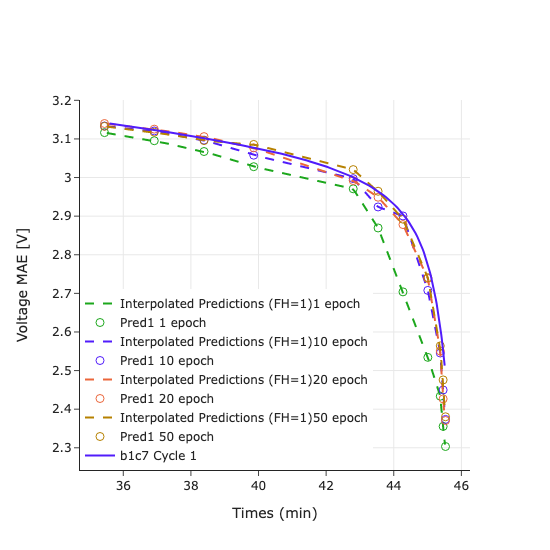 3.2
3.1
3
2.9
2.8
2.7
2.6
2.5
2.4
2.3
Voltage MAE [V]
Interpolated Predictions (FH=1)1 epoch
Pred1 1 epoch
Interpolated Predictions (FH=1)10 epoch
Pred1 10 epoch
Interpolated Predictions (FH=1)20 epoch
Pred1 20 epoch
Interpolated Predictions (FH=1)50 epoch
Pred1 50 epoch
b1c7 Cycle 1
36 38 40 42 44 46
Times (min)